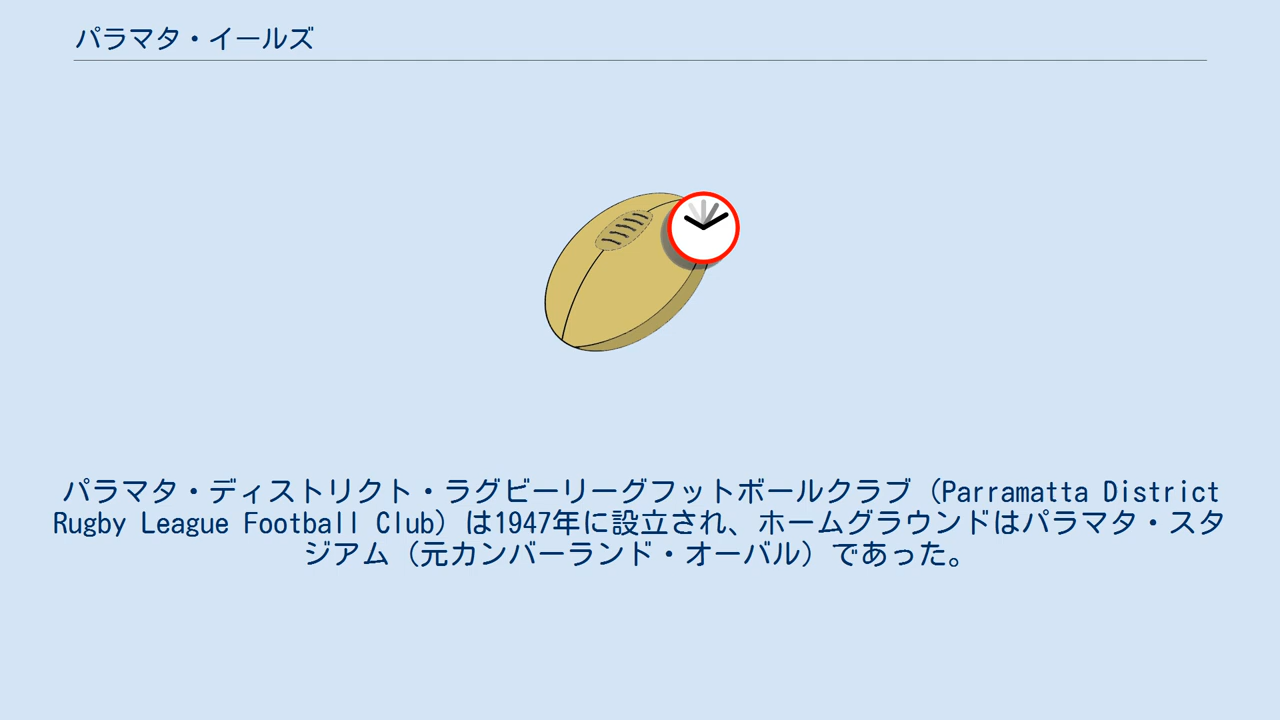 パラマタ・イールズ
パラマタ・ディストリクト・ラグビーリーグフットボールクラブ（Parramatta District
Rugby League Football Club）は1947年に設立され、ホームグラウンドはパラマタ・スタ
ジアム（元カンバーランド・オーバル）であった。